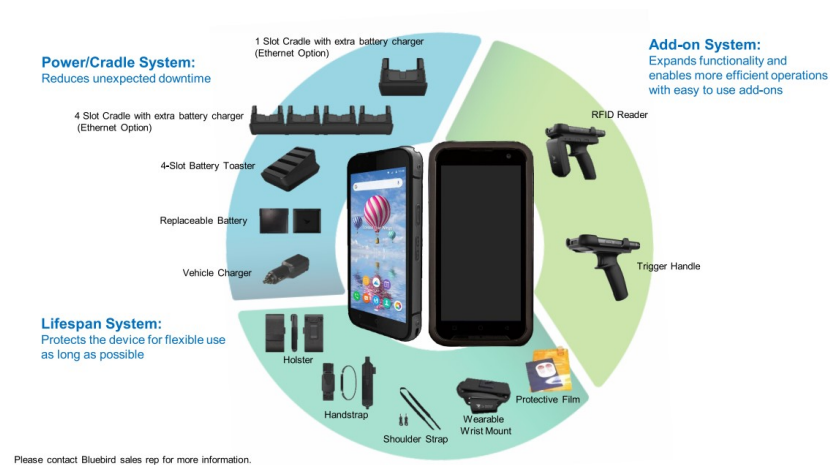 1 Slot Cradle with extra battery charger
(Ethernet Option)
Power/Cradle System:
Reduces unexpected downtime
4 Slot Cradle with extra battery charger
(Ethernet Option)
4-Slot Battery Toaster
Replaceable Battery
Vehicle Charger
Add-on System:
Expands functionality and
enables more efficient operations
with easy to use add-ons
RFID Reader
Trigger Handle
Lifespan System:
Protects the device for flexible use
as long as possible
Holster
Handstrap
Shoulder Strap
Wearable
Wrist Mount
Protective Film
Please contact Bluebird sales rep for more information.